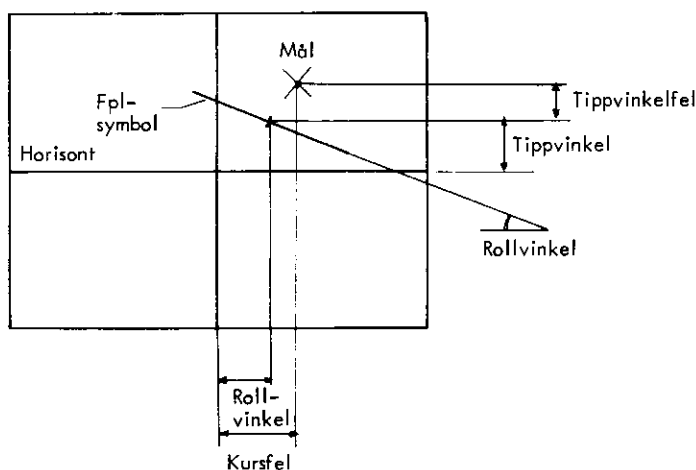 Mål
Fpl-
symbol
Tippvinkelfel
Tippvinkel
Horisont
Rollvinkel
Roll-
vinkel
Kursfel